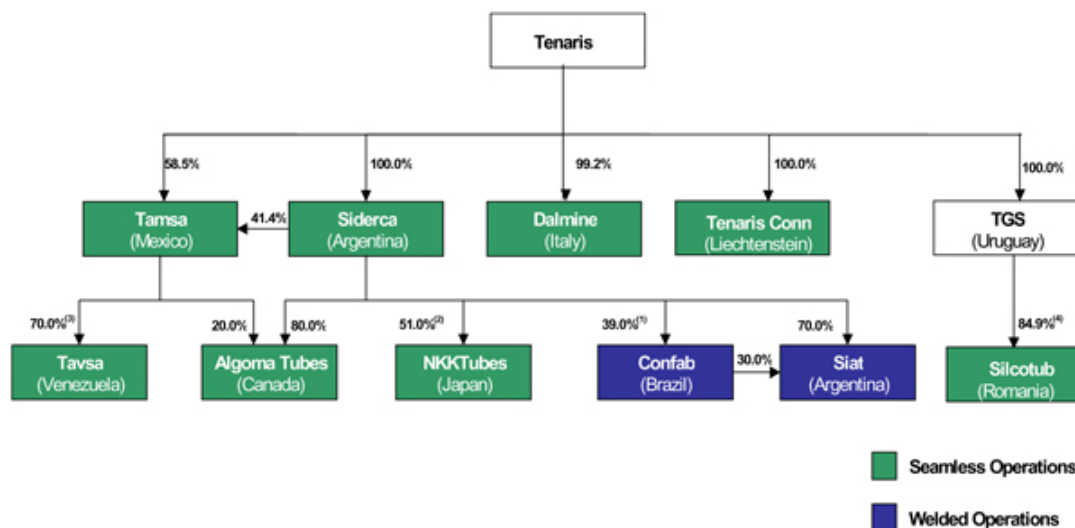 Tenaris
58.5%
100.0%
99.2%
100.0%
100.0%
Tamsa
(Mexico)
41.4%
Siderca
(Argentina)
Dalmine
(Italy)
Tenaris Conn
(Liechtenstein)
TGS
(Uruguay)
70.0%(3)
20.0%
80.0%
51.0%(2)
39.0%(1)
70.0%
84.9%(4)
Tavsa
(Venezuela)
Algoma Tubes
(Canada)
NKKTubes
(Japan)
Confab
(Brazil)
30.0%
Siat
(Argentina)
Silcotub
(Romania)
Seamless Operations
Welded Operations